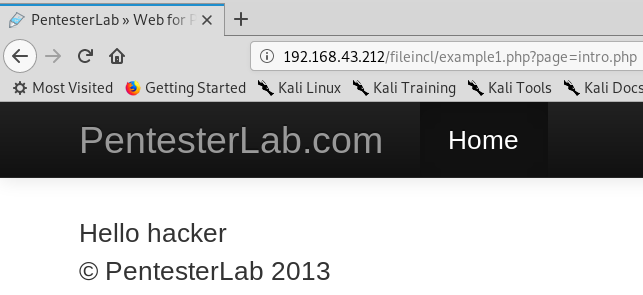 PentesterLab » Web for P
192.168.43.212/fileincl/example1.php?page=intro.php
Most Visited Getting Started Kali Linux Kali Training Kali Tools Kali Docs
PentesterLab.com Home
Hello hacker
© PentesterLab 2013